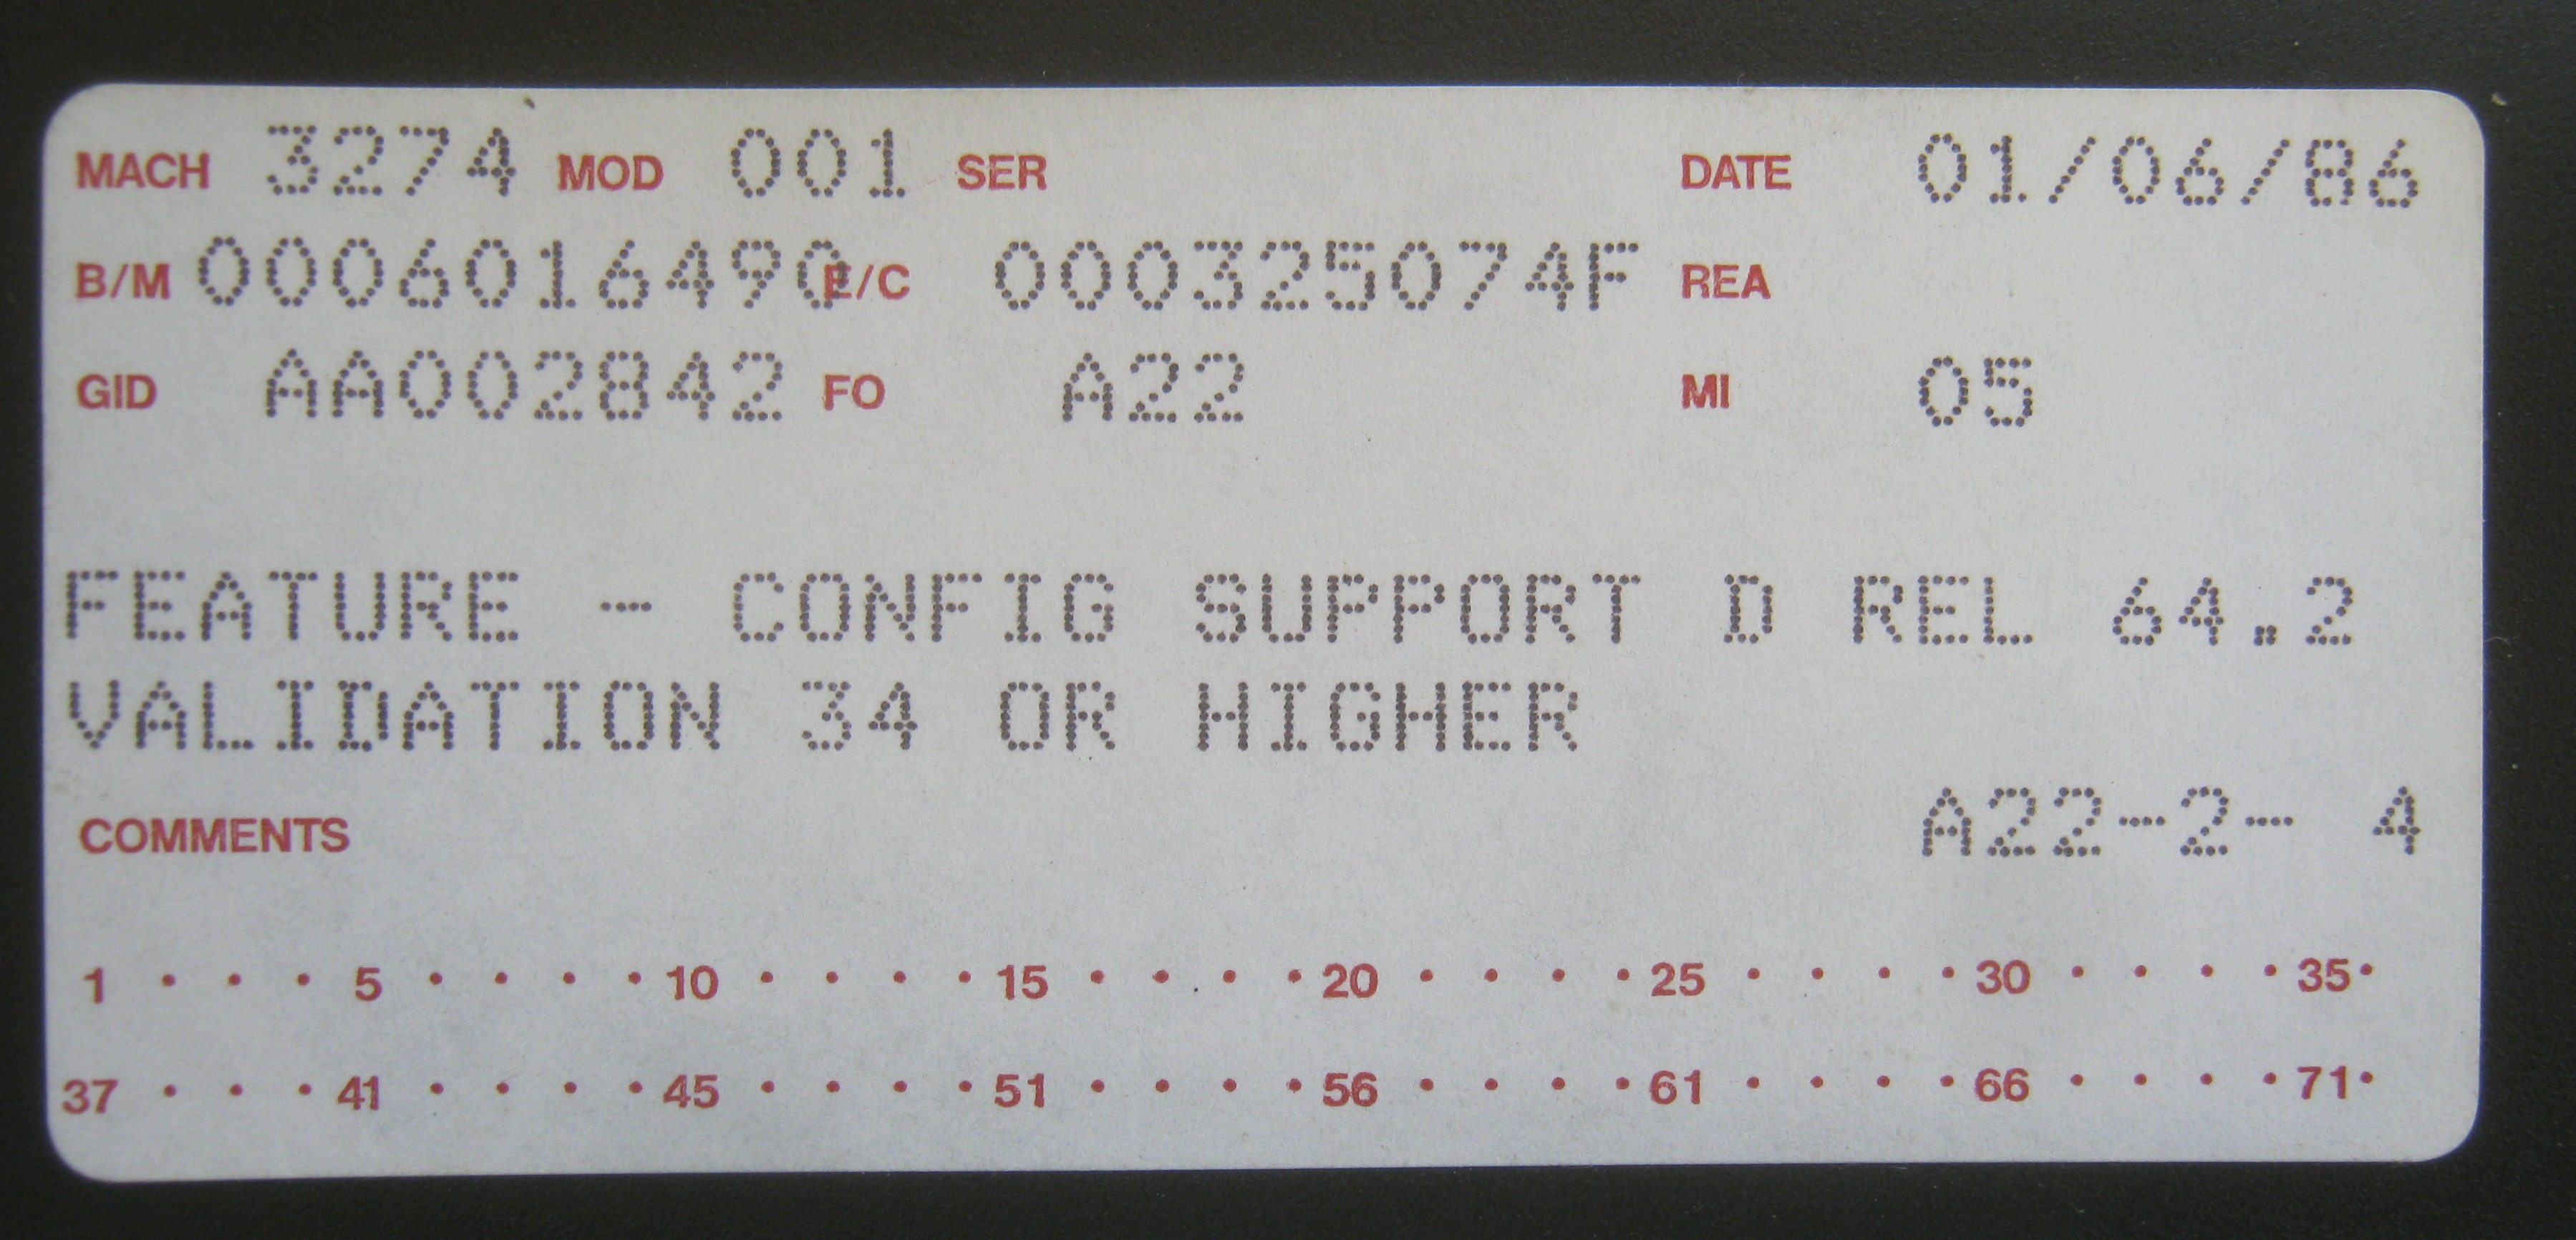 MACH 3274 MOD 001 SER DATE 01/06/86
B/M 0006016490 E/C 000325074F REA
GID AA002842 FO A22 MI 05
FEATURE - CONFIG SUPPORT D REL 64.2
VALIDATION 34 OR HIGHER
COMMENTS A22-2- 4
1 · · · 5 · · · · 10 · · · · 15 · · · · 20 · · · · 25 · · · · 30 · · · · 35 ·
37 · · · 41 · · · · 45 · · · · 51 · · · · 56 · · · · 61 · · · · 66 · · · · 71 ·